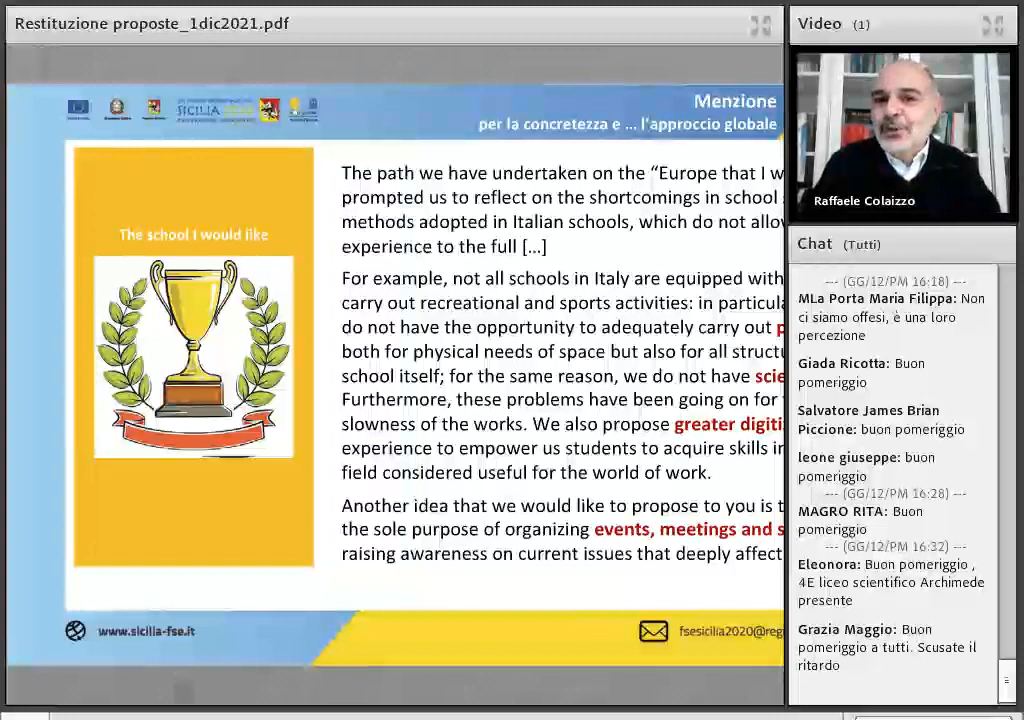 Restituzione proposte_1dic2021.pdf
SICILIA
Menzione
per la concretezza e ... l'approccio globale
The school I would like
The path we have undertaken on the “Europe that I w
prompted us to reflect on the shortcomings in school
methods adopted in Italian schools, which do not allow
experience to the full [...]
For example, not all schools in Italy are equipped with
carry out recreational and sports activities: in particula
do not have the opportunity to adequately carry out p
both for physical needs of space but also for all structu
school itself; for the same reason, we do not have scie
Furthermore, these problems have been going on for
slowness of the works. We also propose greater digiti
experience to empower us students to acquire skills in
field considered useful for the world of work.
Another idea that we would like to propose to you is t
the sole purpose of organizing events, meetings and s
raising awareness on current issues that deeply affect
www.sicilia-fse.it
fsesicilia2020@reg
Video (1)
Raffaele Colaizzo
Chat (Tutti)
--- (GG/12/PM 16:18) ---
MLa Porta Maria Filippa: Non
ci siamo offesi, è una loro
percezione
Giada Ricotta: Buon
pomeriggio
Salvatore James Brian
Piccione: buon pomeriggio
leone giuseppe: buon
pomeriggio
--- (GG/12/PM 16:28) ---
MAGRO RITA: Buon
pomeriggio
--- (GG/12/PM 16:32) ---
Eleonora: Buon pomeriggio ,
4E liceo scientifico Archimede
presente
Grazia Maggio: Buon
pomeriggio a tutti. Scusate il
ritardo